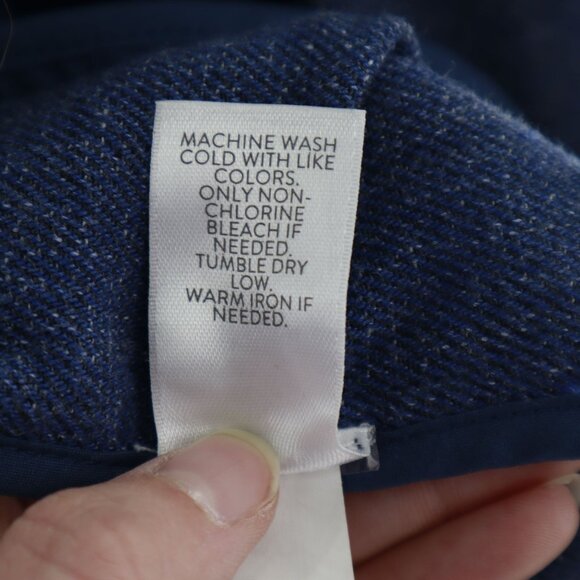 MACHINE WASH
COLD WITH LIKE
COLORS.
ONLY NON-
CHLORINE
BLEACH IF
NEEDED.
TUMBLE DRY
LOW.
WARM IRON IF
NEEDED.